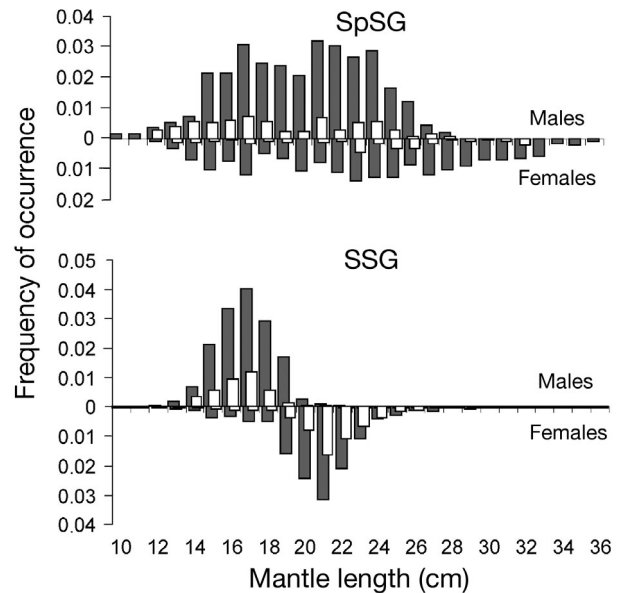 SpSG
0.04
0.03
0.02
0.01
0
0.01
0.02
Males
Females
Frequency of occurrence
SSG
0.05
0.04
0.03
0.02
0.01
0
0.01
0.02
0.03
0.04
Males
Females
10 12 14 16 18 20 22 24 26 28 30 32 34 36
Mantle length (cm)